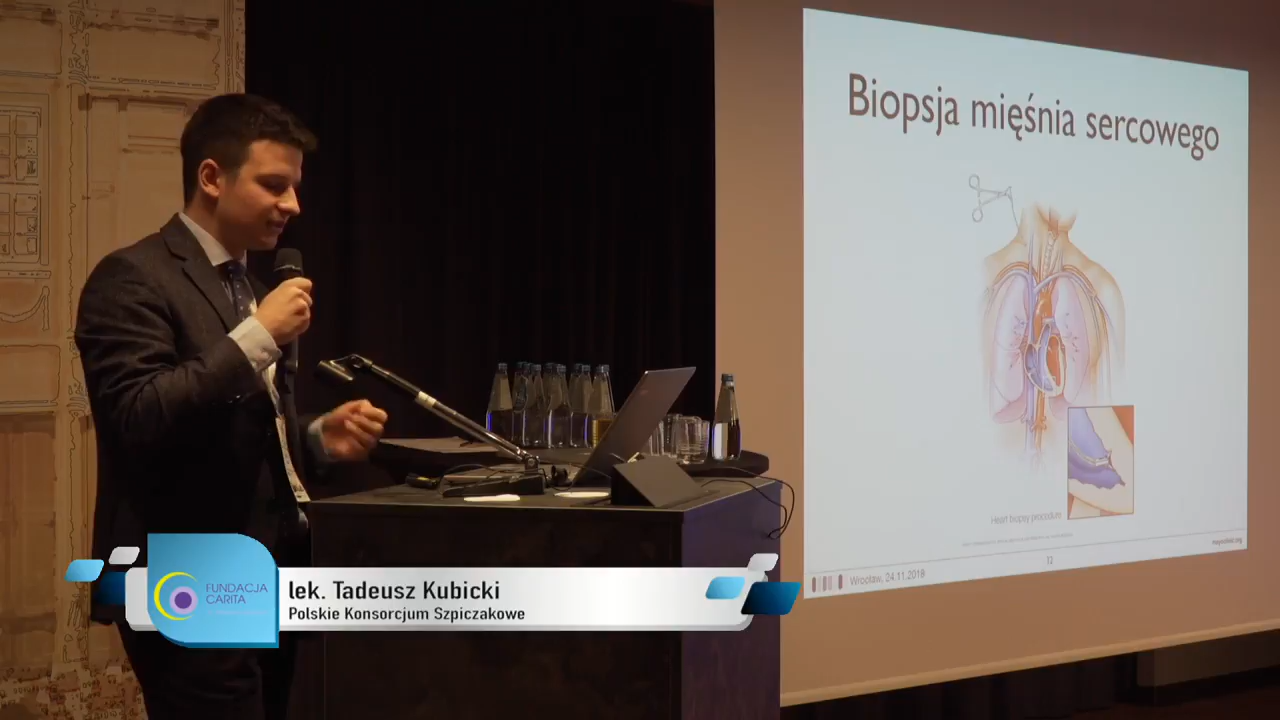 Biopsja mięśnia sercowego
Heart biopsy procedure
12
Wrocław, 24.11.2018
FUNDACJA
CARITA
lek. Tadeusz Kubicki
Polskie Konsorcjum Szpiczakowe